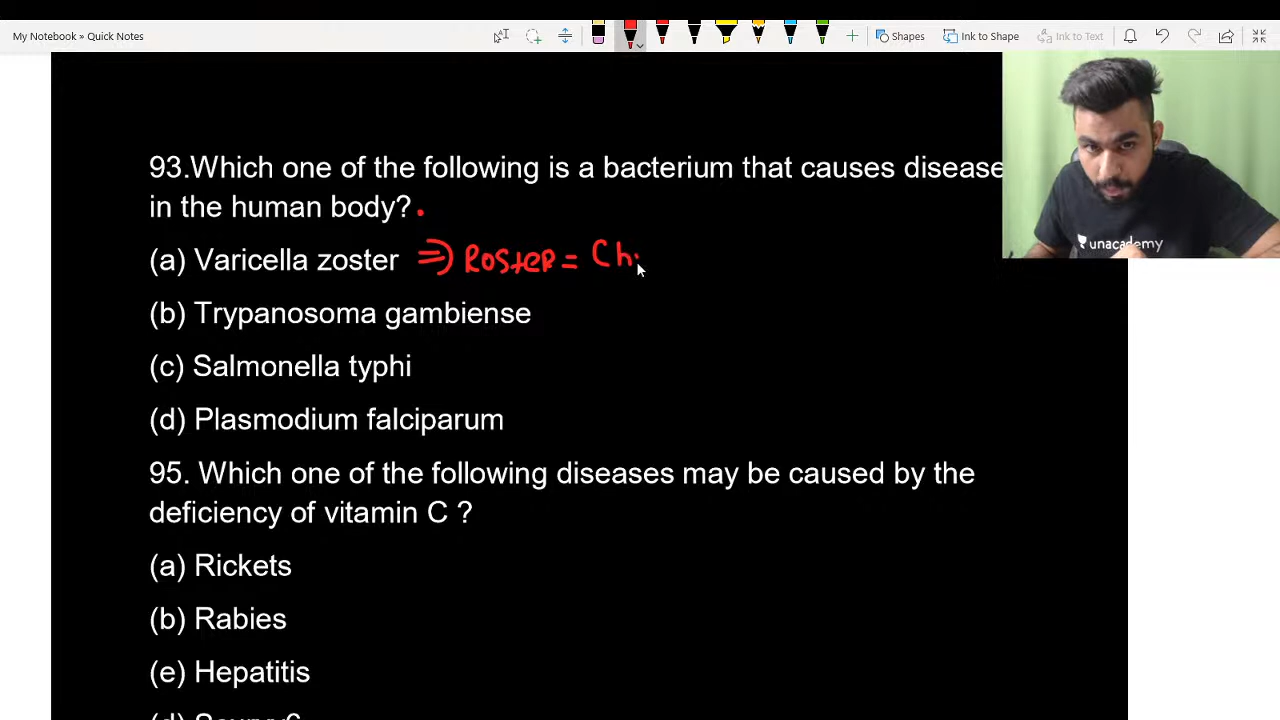 My Notebook » Quick Notes
Shapes
Ink to Shape
Ink to Text
93.Which one of the following is a bacterium that causes disease
in the human body?
unacademy
(a) Varicella zoster ⇒ Roster = Ch
(b) Trypanosoma gambiense
(c) Salmonella typhi
(d) Plasmodium falciparum
95. Which one of the following diseases may be caused by the
deficiency of vitamin C ?
(a) Rickets
(b) Rabies
(e) Hepatitis